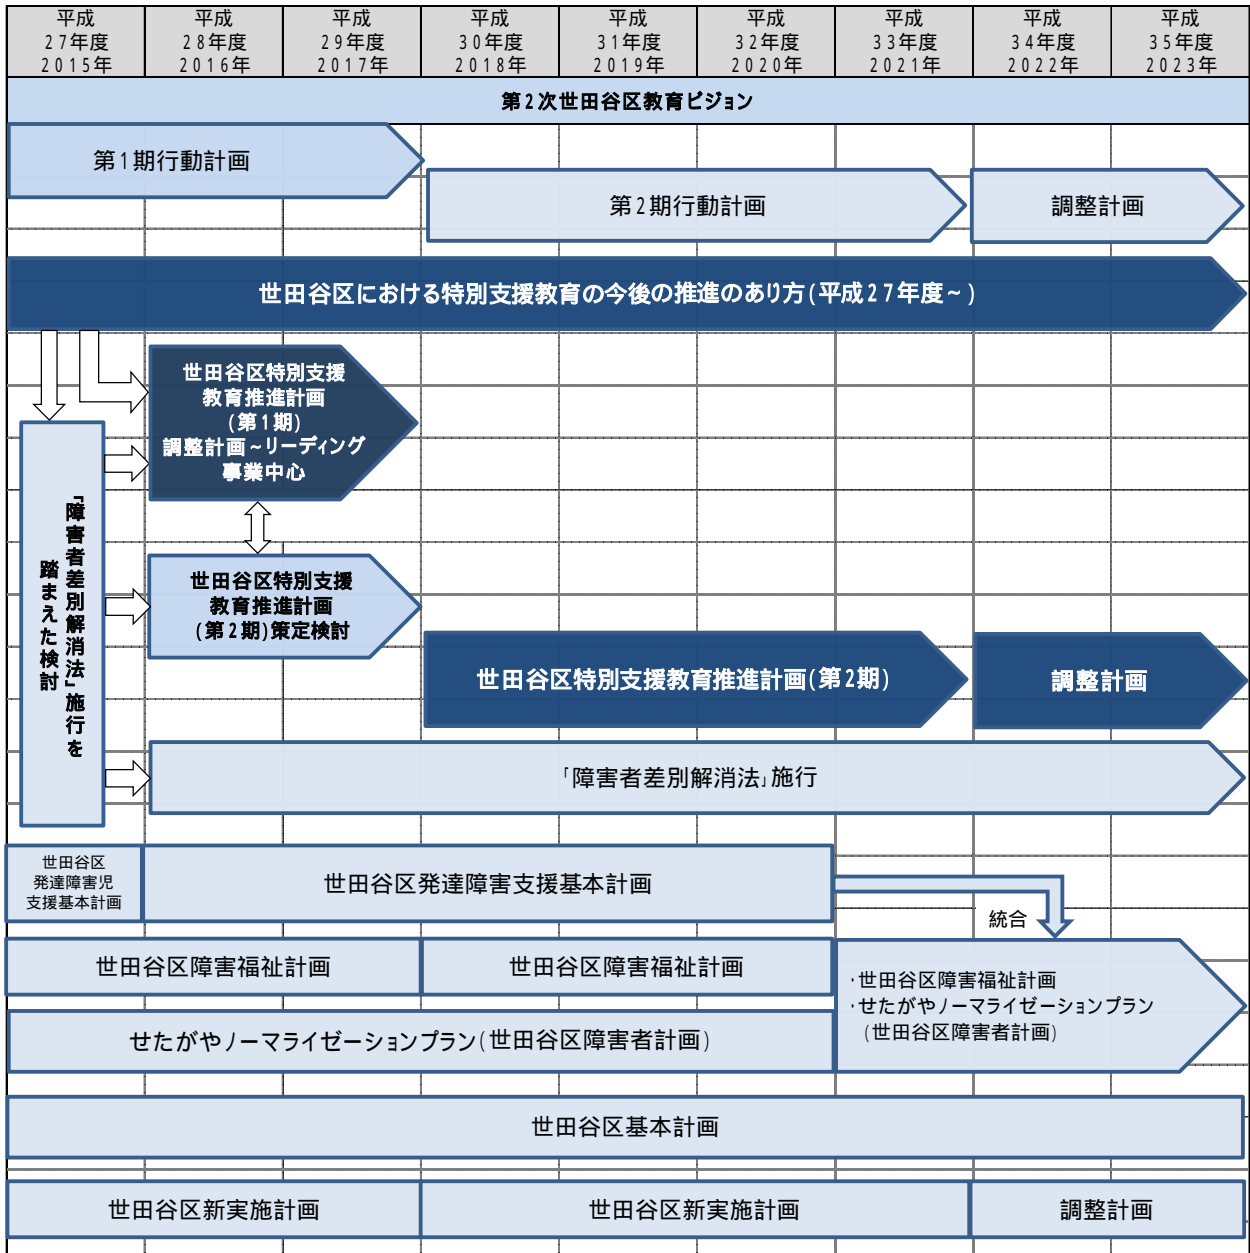 平成
27年度
2015年
平成
28年度
2016年
平成
29年度
2017年
平成
30年度
2018年
平成
31年度
2019年
平成
32年度
2020年
平成
33年度
2021年
平成
34年度
2022年
平成
35年度
2023年
第2次世田谷区教育ビジョン
第1期行動計画
第2期行動計画
調整計画
世田谷区における特別支援教育の今後の推進のあり方(平成27年度~)
世田谷区特別支援
教育推進計画
(第1期)
調整計画~リーディング
事業中心
「障害者差別解消法」施行を
踏まえた検討
世田谷区特別支援
教育推進計画
(第2期)策定検討
世田谷区特別支援教育推進計画(第2期)
調整計画
「障害者差別解消法」施行
世田谷区
発達障害児
支援基本計画
世田谷区発達障害支援基本計画
統合
世田谷区障害福祉計画
世田谷区障害福祉計画
・世田谷区障害福祉計画
・せたがやノーマライゼーションプラン
(世田谷区障害者計画)
せたがやノーマライゼーションプラン(世田谷区障害者計画)
世田谷区基本計画
世田谷区新実施計画
世田谷区新実施計画
調整計画